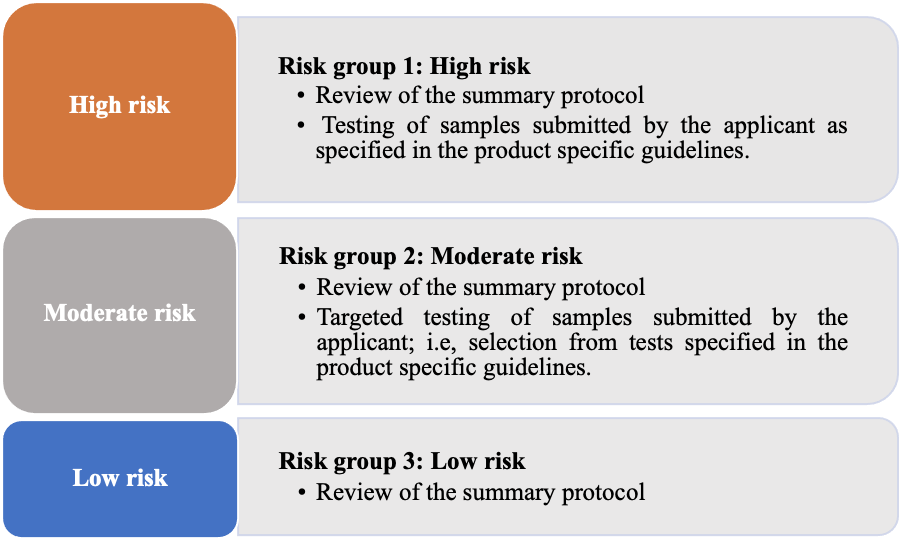 High risk
Risk group 1: High risk
• Review of the summary protocol
• Testing of samples submitted by the applicant as
specified in the product specific guidelines.
Moderate risk
Risk group 2: Moderate risk
• Review of the summary protocol
• Targeted testing of samples submitted by the
applicant; i.e, selection from tests specified in the
product specific guidelines.
Low risk
Risk group 3: Low risk
• Review of the summary protocol